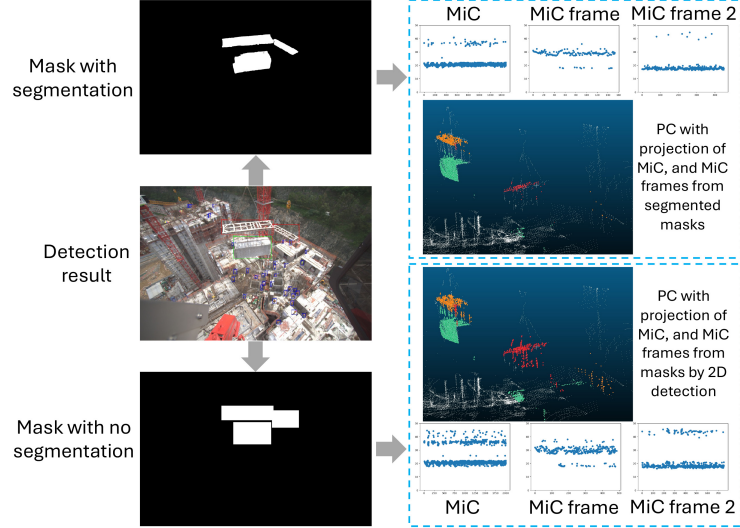 MiC
MiC frame
MiC frame 2
Mask with
segmentation
PC with
projection of
MiC, and MiC
frames from
segmented
masks
Detection
result
PC with
projection of
MiC, and MiC
frames from
masks by 2D
detection
Mask with no
segmentation
MiC
MiC frame
MiC frame 2